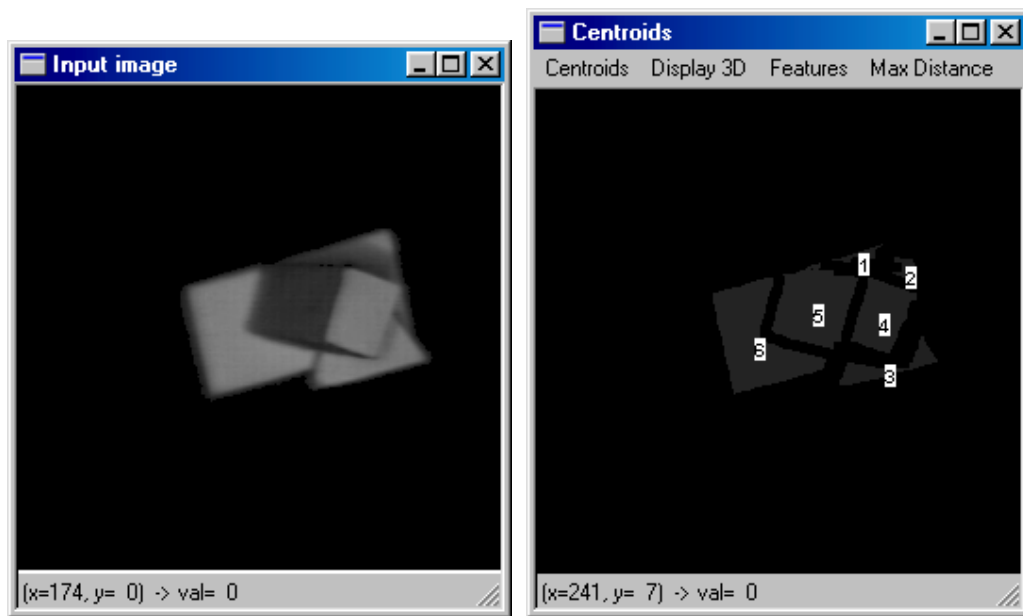 Input image
(x=174, y= 0) -> val= 0
Centroids
Centroids Display 3D Features Max Distance
1
2
5
4
6
3
(x=241, y= 7) -> val= 0